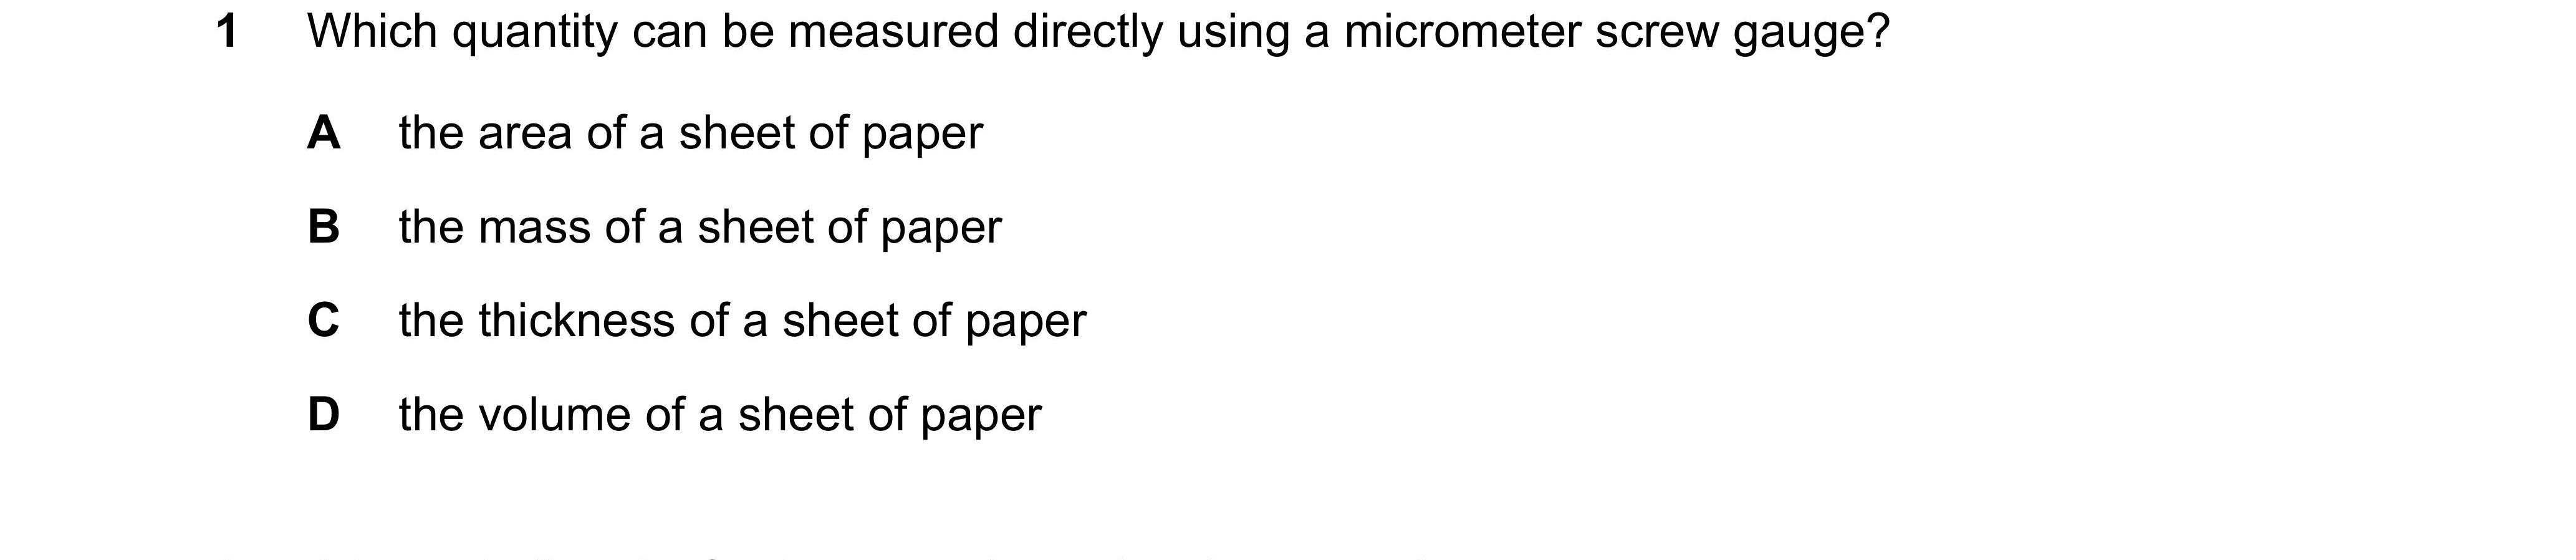 1 Which quantity can be measured directly using a micrometer screw gauge?
A the area of a sheet of paper
B the mass of a sheet of paper
C the thickness of a sheet of paper
D the volume of a sheet of paper